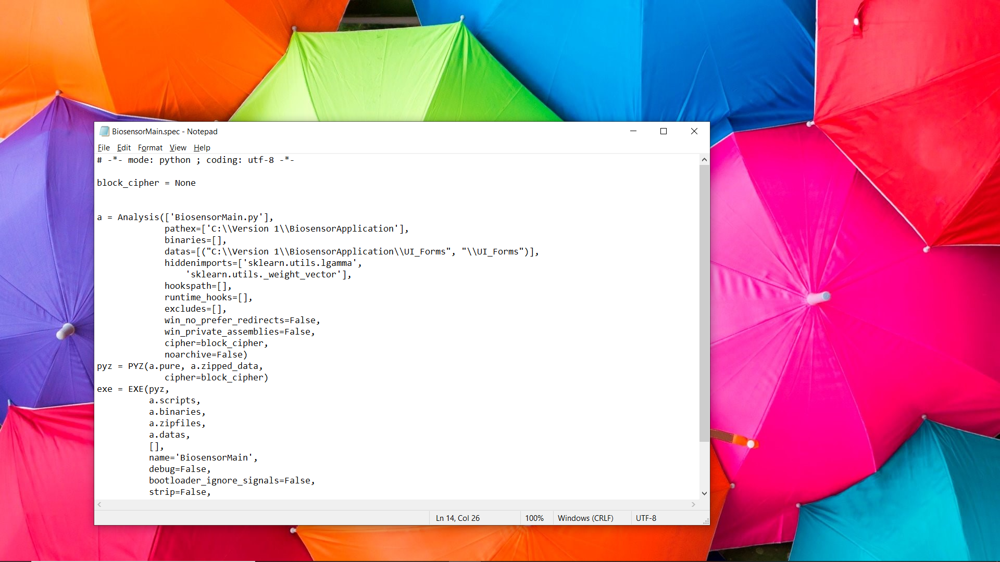 BiosensorMain.spec - Notepad
File Edit Format View Help
# -*- mode: python ; coding: utf-8 -*-
block_cipher = None
a = Analysis(['BiosensorMain.py'],
pathex=['C:\\Version 1\\BiosensorApplication'],
binaries=[],
datas=[("C:\\Version 1\\BiosensorApplication\\UI_Forms", "\\UI_Forms")],
hiddenimports=['sklearn.utils.lgamma',
'sklearn.utils._weight_vector'],
hookspath=[],
runtime_hooks=[],
excludes=[],
win_no_prefer_redirects=False,
win_private_assemblies=False,
cipher=block_cipher,
noarchive=False)
pyz = PYZ(a.pure, a.zipped_data,
cipher=block_cipher)
exe = EXE(pyz,
a.scripts,
a.binaries,
a.zipfiles,
a.datas,
[],
name='BiosensorMain',
debug=False,
bootloader_ignore_signals=False,
strip=False,
Ln 14, Col 26 100% Windows (CRLF) UTF-8